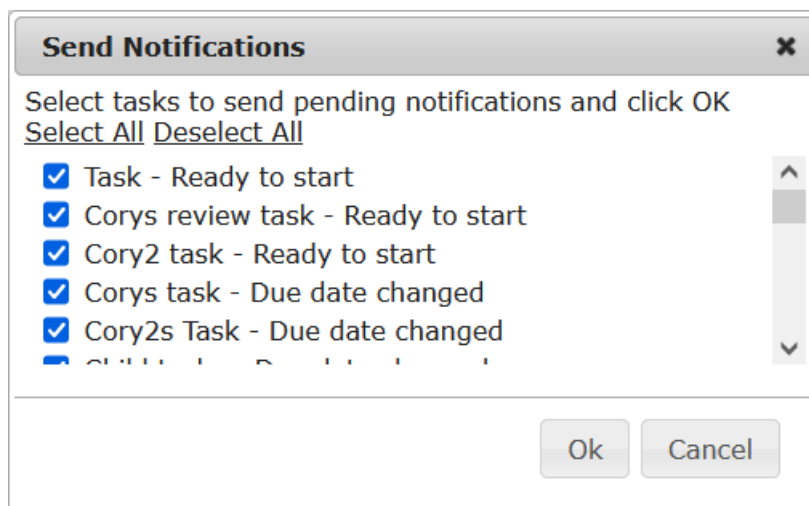 Send Notifications
Select tasks to send pending notifications and click OK
Select All Deselect All
Task - Ready to start
Corys review task - Ready to start
Cory2 task - Ready to start
Corys task - Due date changed
Cory2s Task - Due date changed
Ok Cancel